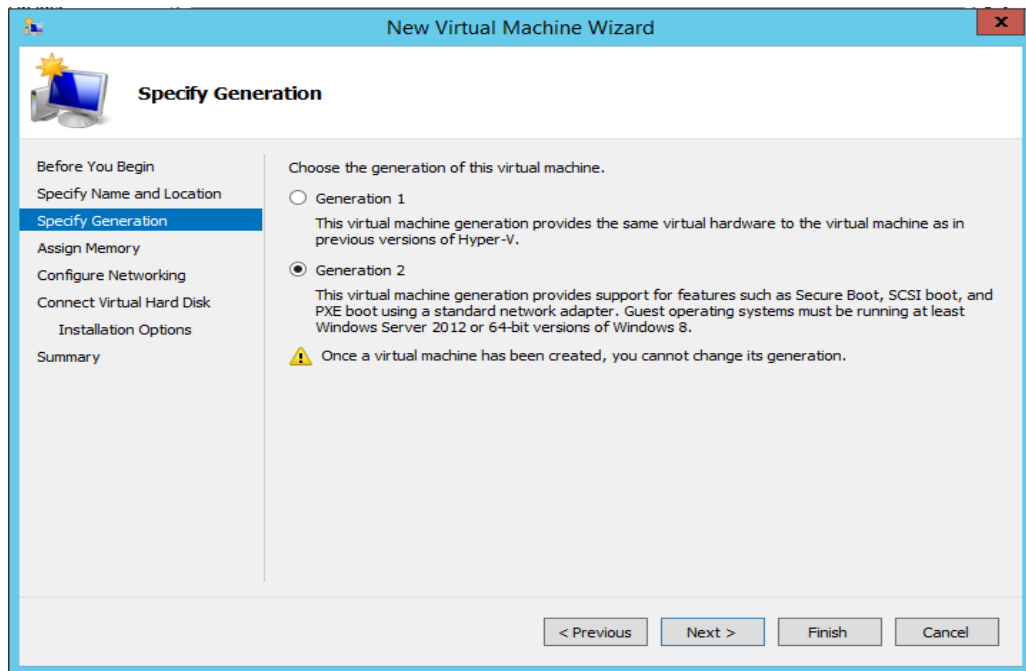 New Virtual Machine Wizard
x
Specify Generation
Before You Begin
Specify Name and Location
Specify Generation
Assign Memory
Configure Networking
Connect Virtual Hard Disk
Installation Options
Summary
Choose the generation of this virtual machine.
Generation 1
This virtual machine generation provides the same virtual hardware to the virtual machine as in
previous versions of Hyper-V.
Generation 2
This virtual machine generation provides support for features such as Secure Boot, SCSI boot, and
PXE boot using a standard network adapter. Guest operating systems must be running at least
Windows Server 2012 or 64-bit versions of Windows 8.
Once a virtual machine has been created, you cannot change its generation.
< Previous
Next >
Finish
Cancel